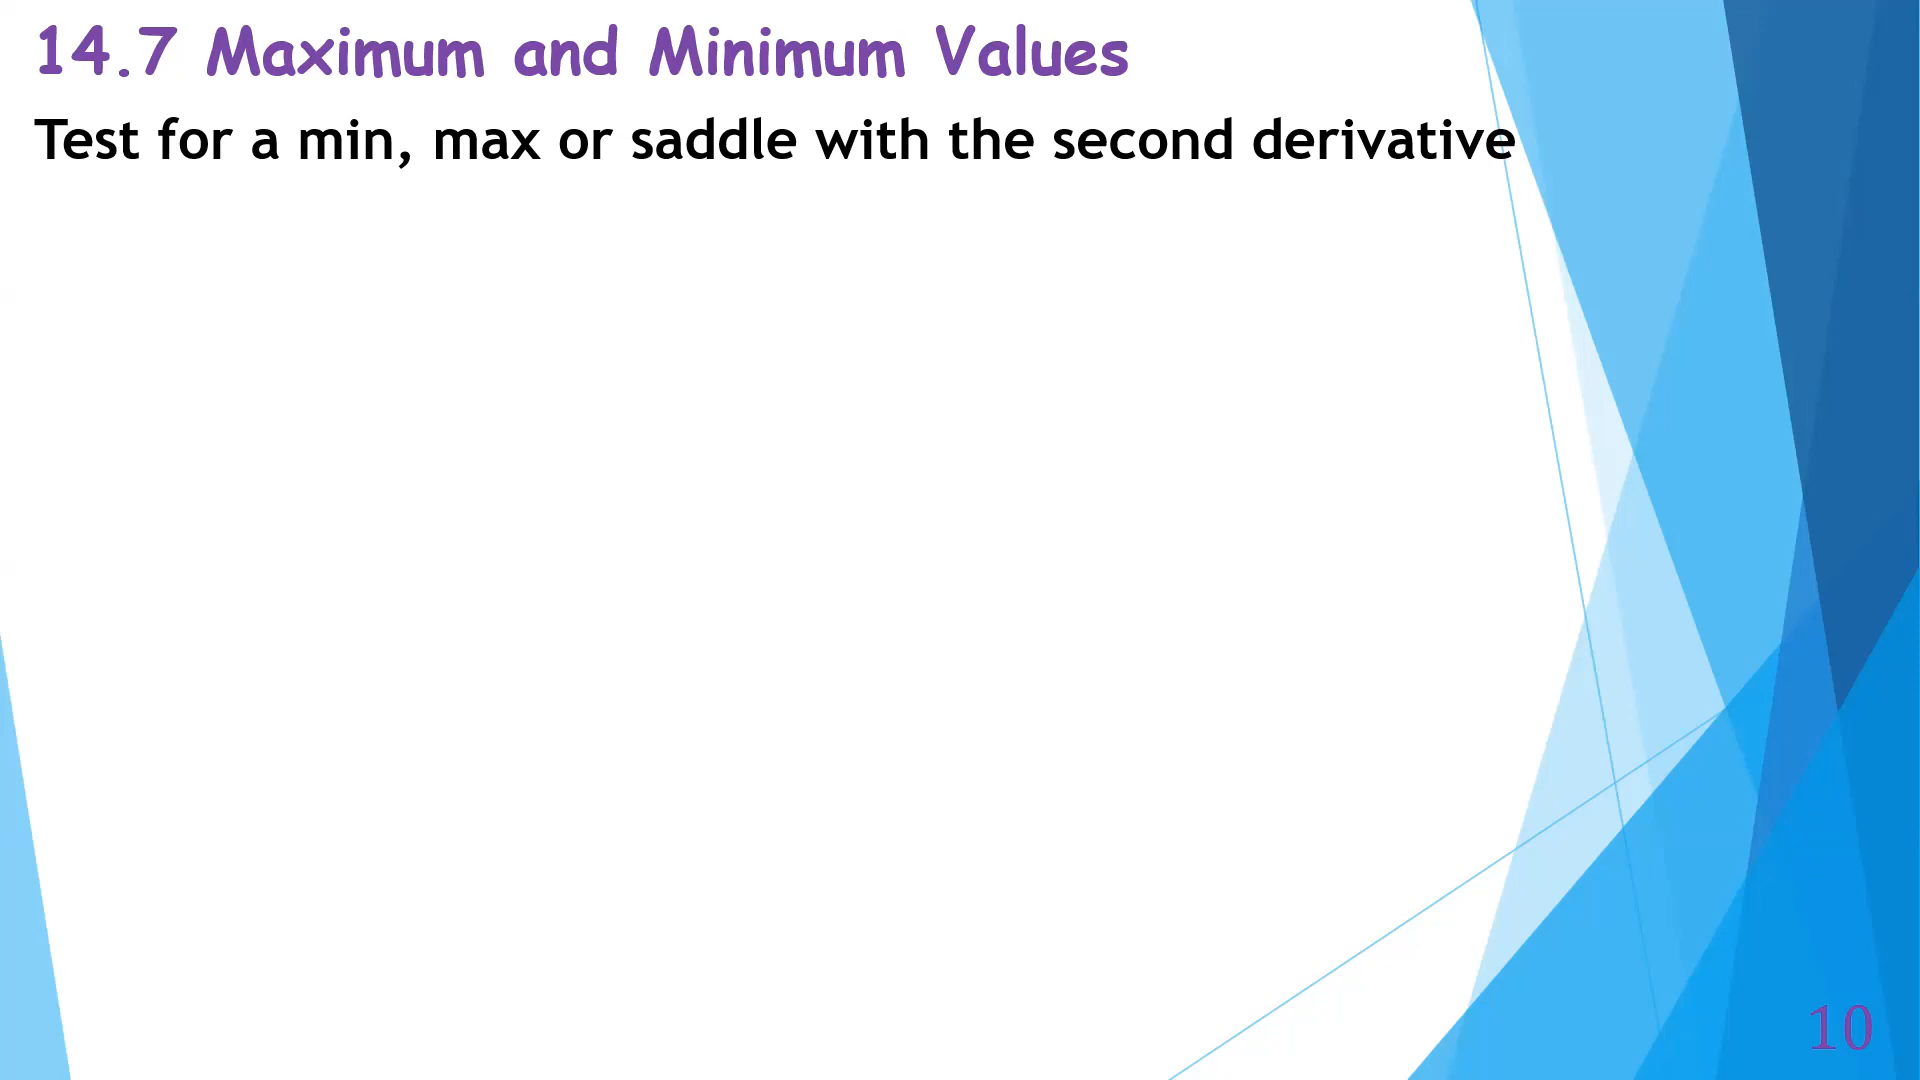 14.7 Maximum and Minimum Values
Test for a min, max or saddle with the second derivative
10